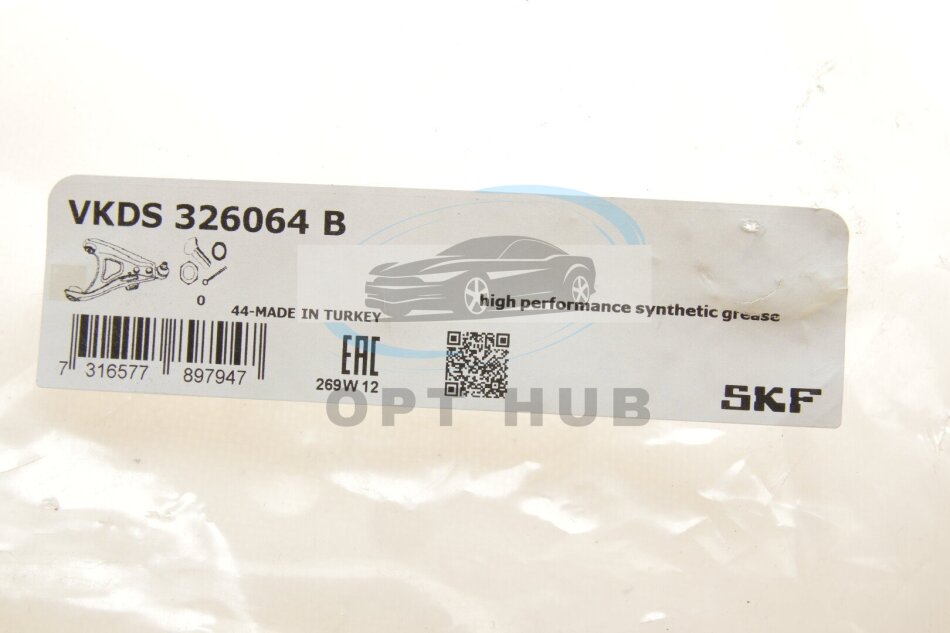 VKDS 326064 B
0
44-MADE IN TURKEY
high performance synthetic grease
7 316577 897947
EAC
269W 12
SKF
OPT HUB